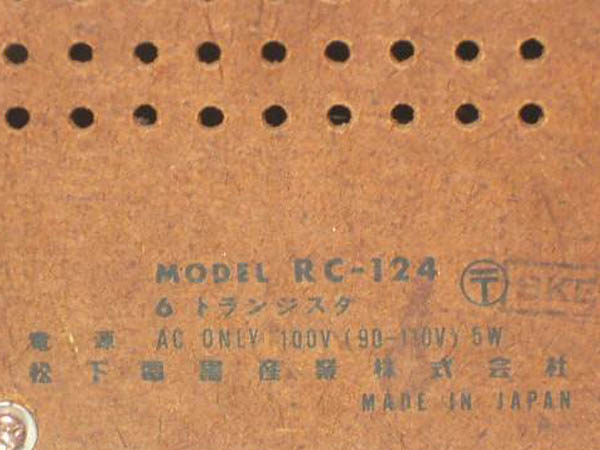 MODEL RC-124
6 トランジスタ
電源 AC ONLY 100V (90-110V) 5W
松下電器産業株式会社
MADE IN JAPAN